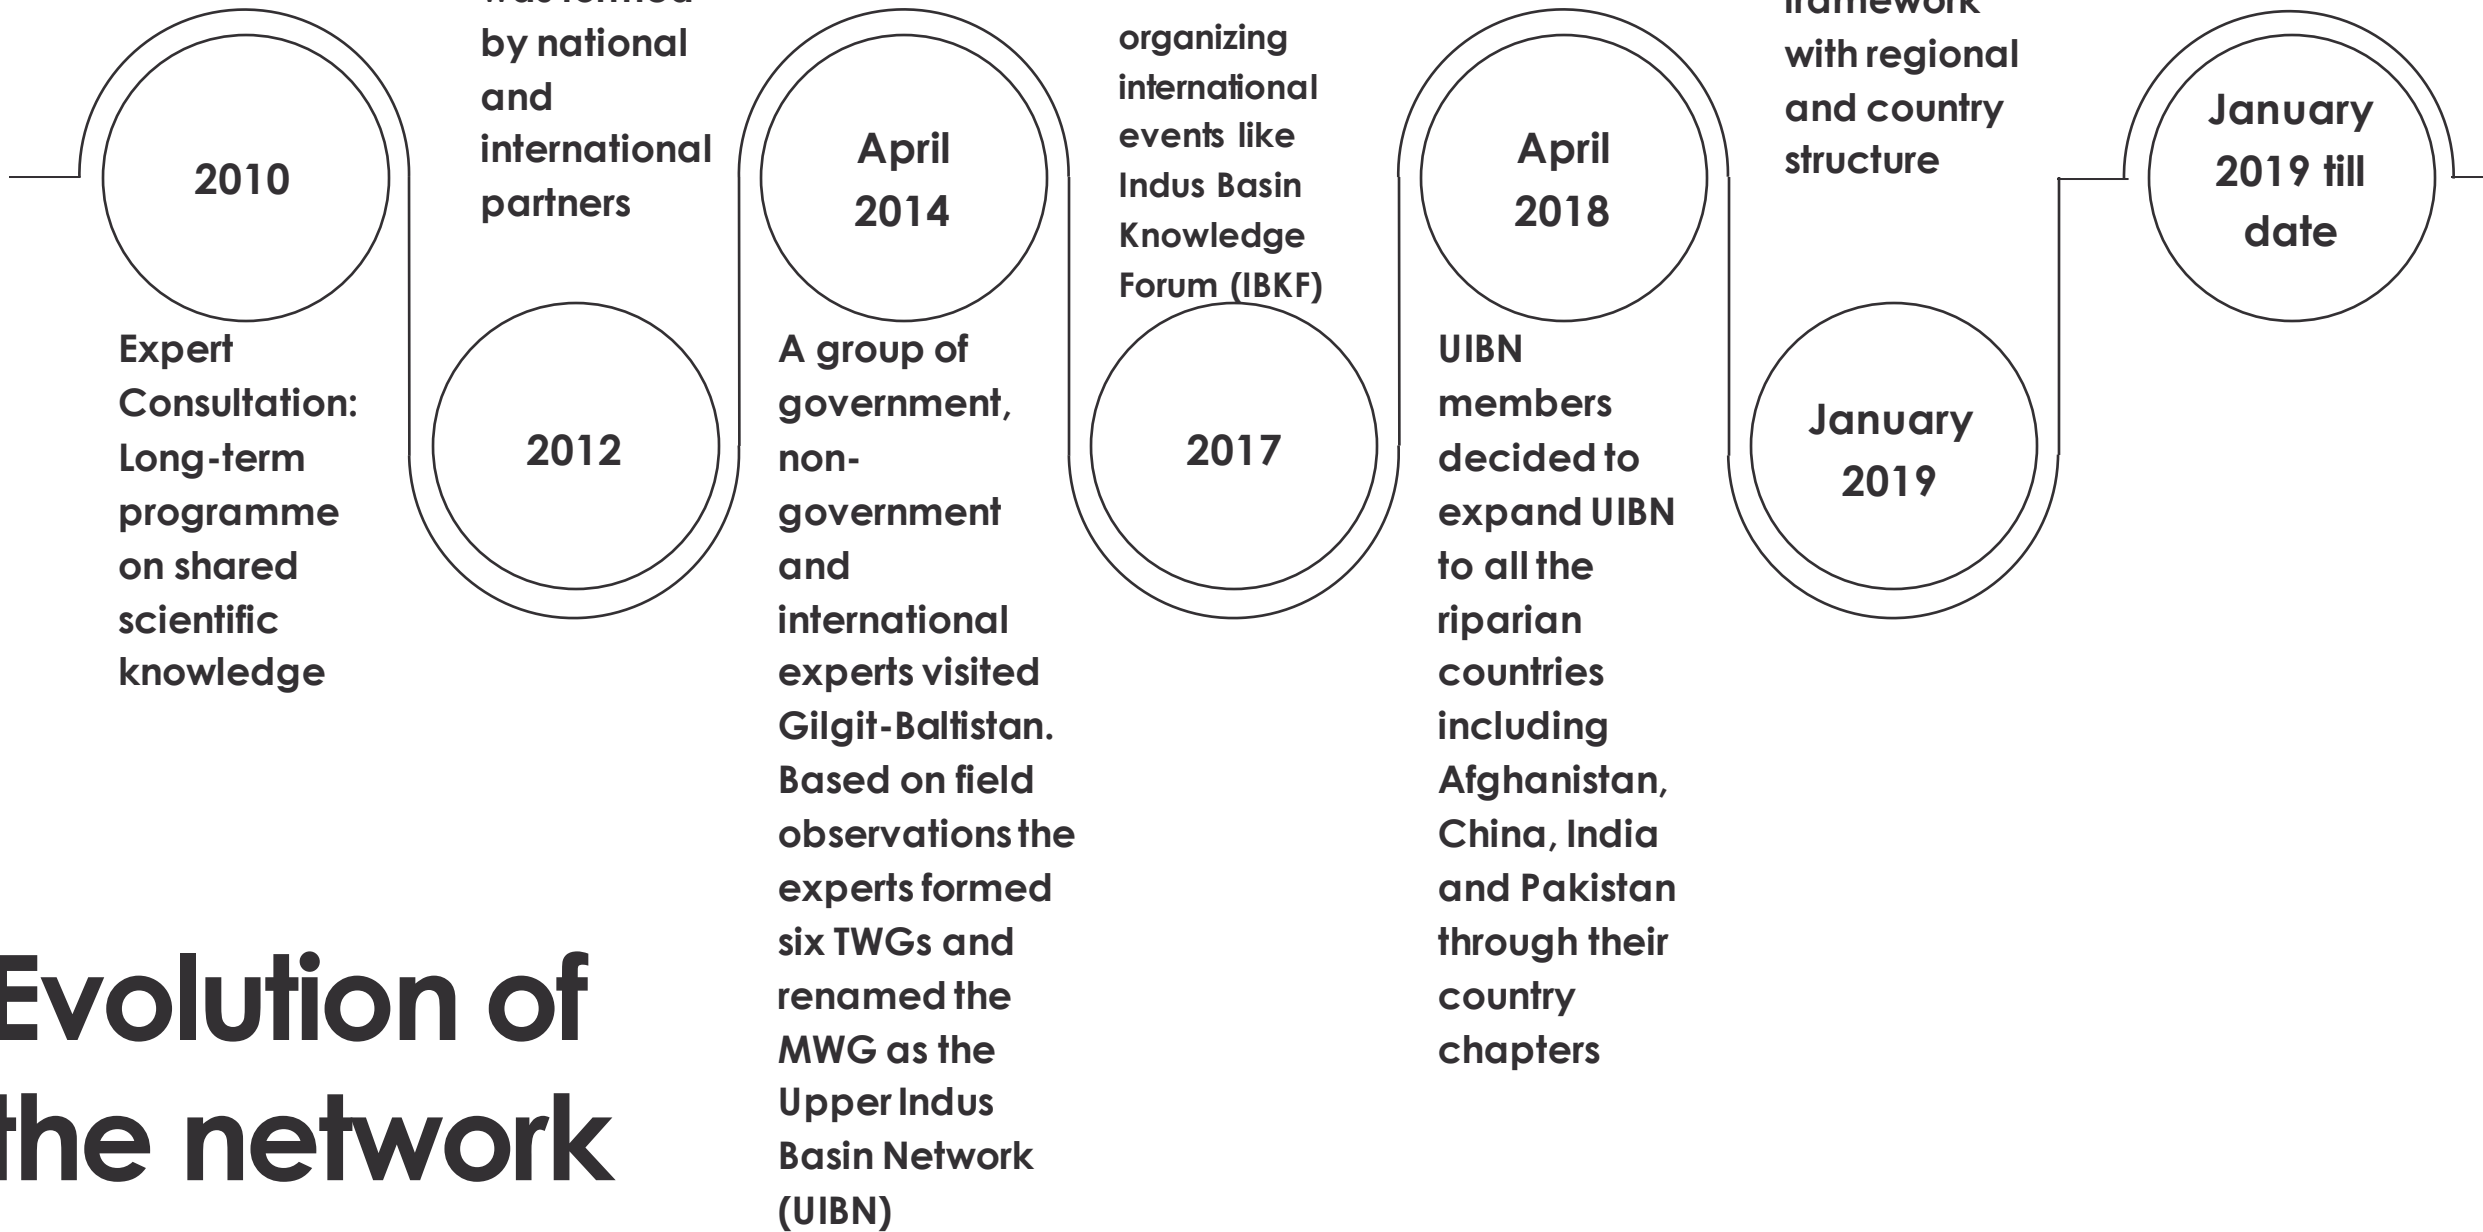 2010
Expert
Consultation:
Long-term
programme
on shared
scientific
knowledge
was formed
by national
and
international
partners
2012
April
2014
A group of
government,
non-
government
and
international
experts visited
Gilgit-Baltistan.
Based on field
observations the
experts formed
six TWGs and
renamed the
MWG as the
Upper Indus
Basin Network
(UIBN)
organizing
international
events like
Indus Basin
Knowledge
Forum (IBKF)
2017
April
2018
UIBN
members
decided to
expand UIBN
to all the
riparian
countries
including
Afghanistan,
China, India
and Pakistan
through their
country
chapters
framework
with regional
and country
structure
January
2019
January
2019 till
date
Evolution of
the network